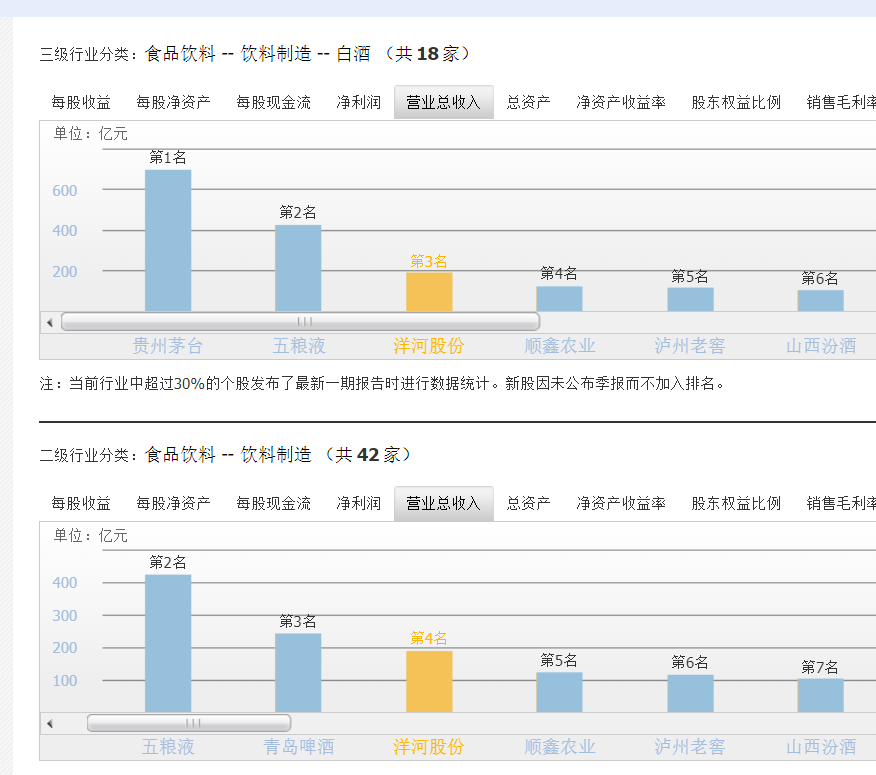 三级行业分类：食品饮料 -- 饮料制造 -- 白酒 （共 18 家）
每股收益 每股净资产 每股现金流 净利润 营业总收入 总资产 净资产收益率 股东权益比例 销售毛利率
单位：亿元
第1名
600
第2名
400
第3名
200
第4名 第5名 第6名
贵州茅台 五粮液 洋河股份 顺鑫农业 泸州老窖 山西汾酒
注：当前行业中超过30%的个股发布了最新一期报告时进行数据统计。新股因未公布季报而不加入排名。
二级行业分类：食品饮料 -- 饮料制造 （共 42 家）
每股收益 每股净资产 每股现金流 净利润 营业总收入 总资产 净资产收益率 股东权益比例 销售毛利率
单位：亿元
第2名
400
300
第3名
第4名
200
第5名 第6名 第7名
100
五粮液 青岛啤酒 洋河股份 顺鑫农业 泸州老窖 山西汾酒